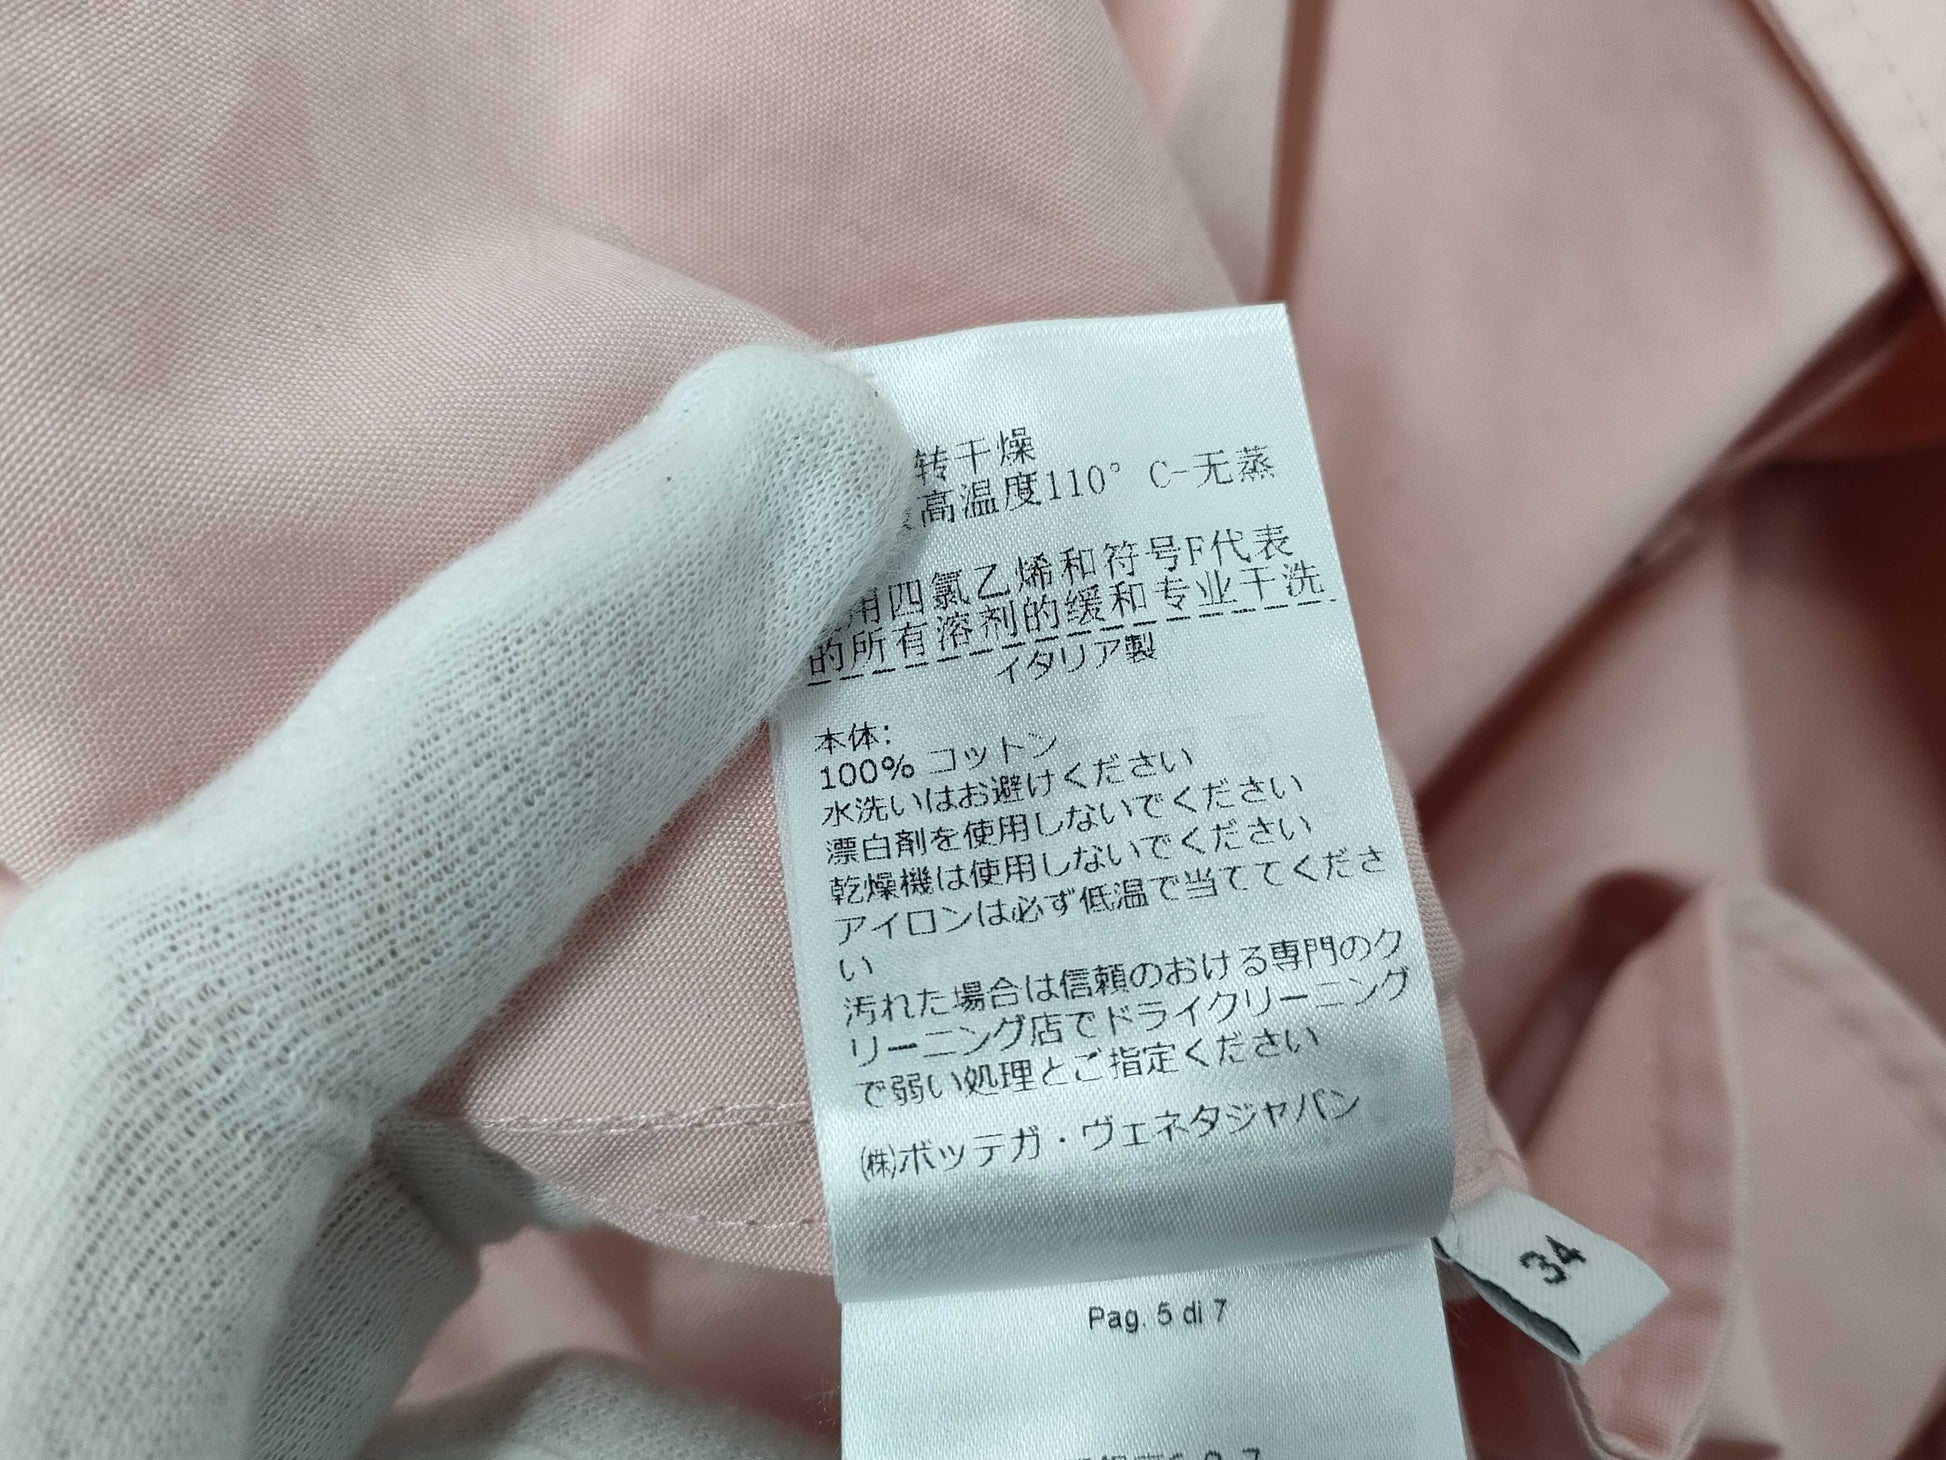 转干燥
高温度110° C-无蒸
用四氯乙烯和符号F代表
的所有溶剂的缓和专业干洗
イタリア製
本体:
100% コットン
水洗いはお避けください
漂白剤を使用しないでください
乾燥機は使用しないでください
アイロンは必ず低温で当ててくださ
い
汚れた場合は信頼のおける専門のク
リーニング店でドライクリーニング
で弱い処理とご指定ください
㈱ボッテガ・ヴェネタジャパン
Pag. 5 di 7
34